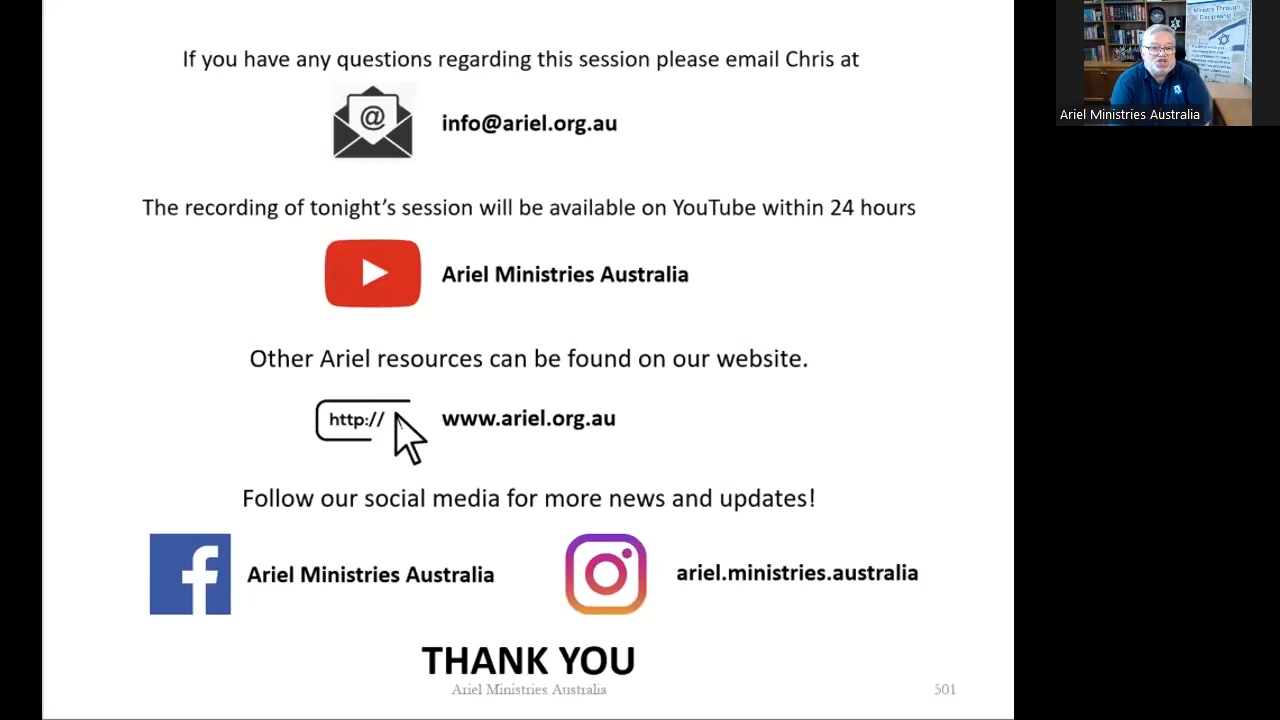 If you have any questions regarding this session please email Chris at
info@ariel.org.au
The recording of tonight's session will be available on YouTube within 24 hours
Ariel Ministries Australia
Other Ariel resources can be found on our website.
http://
www.ariel.org.au
Follow our social media for more news and updates!
Ariel Ministries Australia
ariel.ministries.australia
THANK YOU
Ariel Ministries Australia
501
Ministry Through
Discipleship
Ariel Ministries Australia